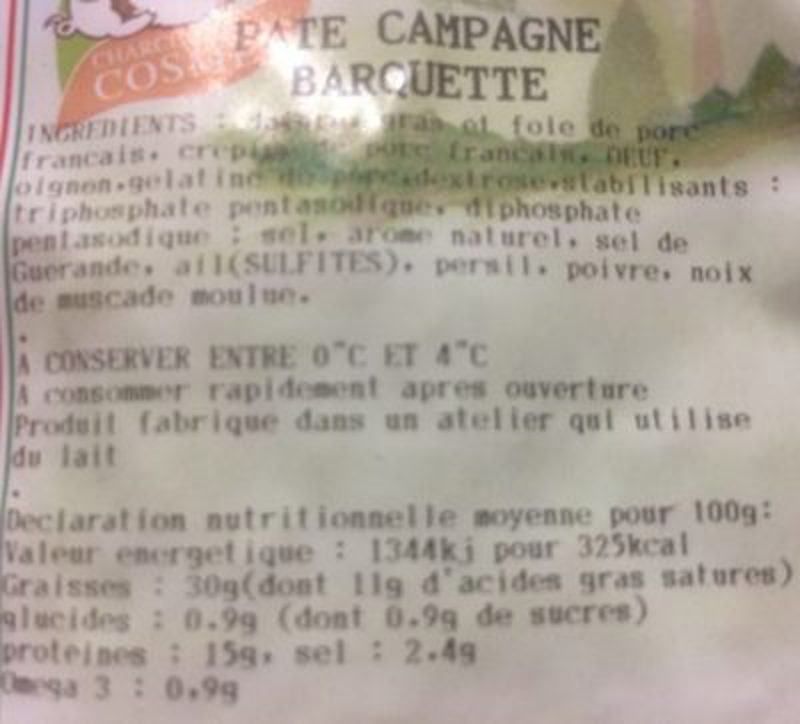 PATE CAMPAGNE
BARQUETTE
INGREDIENTS : gras et foie de porc
francais, de porc francais, OEUF,
oignon,gelatine de porc,dextrose,stabilisants :
triphosphate pentasodique, diphosphate
pentasodique : sel, arome naturel, sel de
Guerande, ail(SULFITES), persil, poivre, noix
de muscade moulue.
.
A CONSERVER ENTRE 0°C ET 4°C
A consommer rapidement apres ouverture
Produit fabrique dans un atelier qui utilise
du lait
.
Declaration nutritionnelle moyenne pour 100g:
Valeur energetique : 1344kj pour 325kcal
Graisses : 30g(dont 11g d'acides gras satures)
glucides : 0.9g (dont 0.9g de sucres)
proteines : 15g, sel : 2.4g
Omega 3 : 0.9g